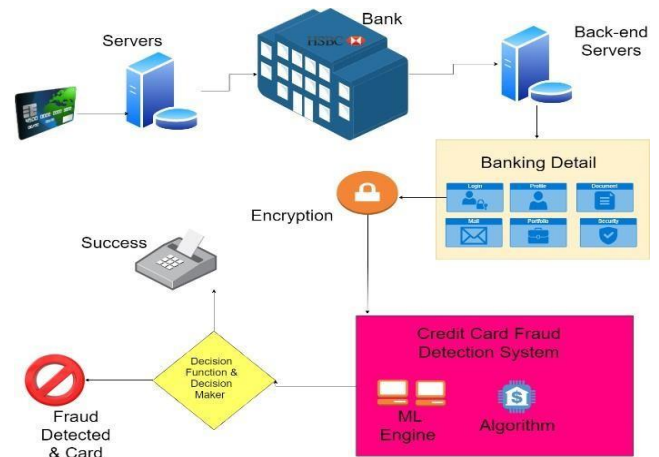 Servers
Bank
HSBC
Back-end
Servers
Banking Detail
Login
Profile
Document
Mail
Portfolio
Security
Encryption
Success
Credit Card Fraud
Detection System
ML
Engine
Algorithm
Decision
Function &
Decision
Maker
Fraud
Detected
& Card